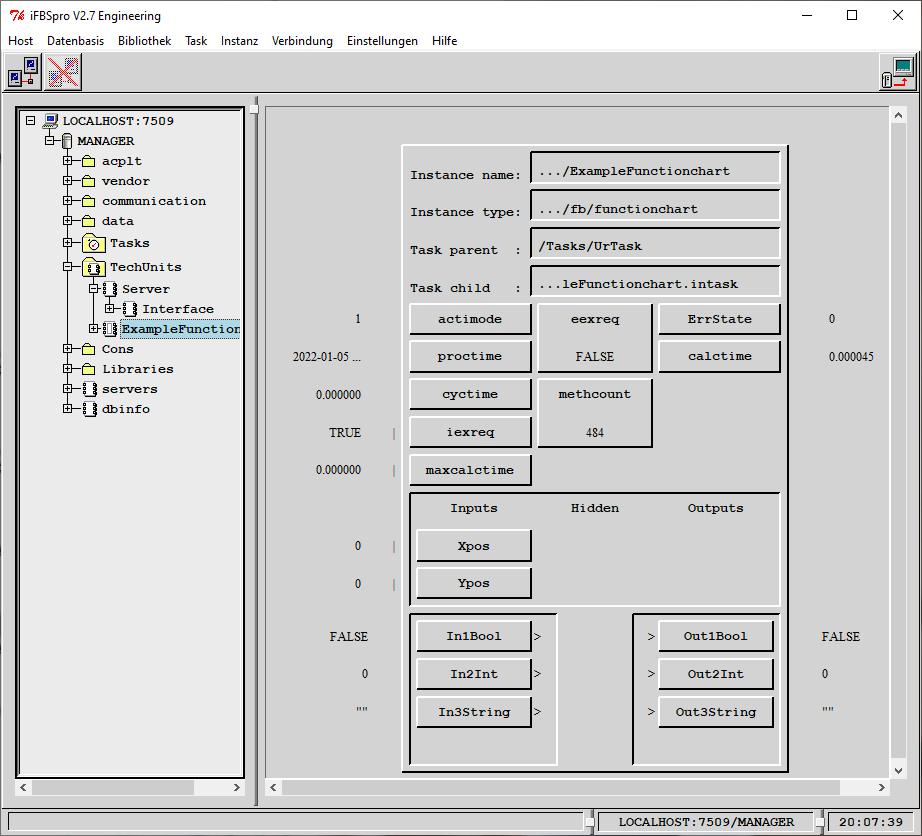 iFBSpro V2.7 Engineering
Host Datenbasis Bibliothek Task Instanz Verbindung Einstellungen Hilfe
LOCALHOST:7509
MANAGER
acplt
vendor
communication
data
Tasks
TechUnits
Server
Interface
ExampleFunction
Cons
Libraries
servers
dbinfo
Instance name: .../ExampleFunctionchart
Instance type: .../fb/functionchart
Task parent : /Tasks/UrTask
Task child : ...leFunctionchart.intask
1 actimode eexreq ErrState 0
2022-01-05 ... proctime FALSE calctime 0.000045
0.000000 cyctime methcount
TRUE iexreq 484
0.000000 maxcalctime
Inputs Hidden Outputs
0 Xpos
0 Ypos
FALSE In1Bool > > Out1Bool FALSE
0 In2Int > > Out2Int 0
"" In3String > > Out3String ""
LOCALHOST:7509/MANAGER 20:07:39